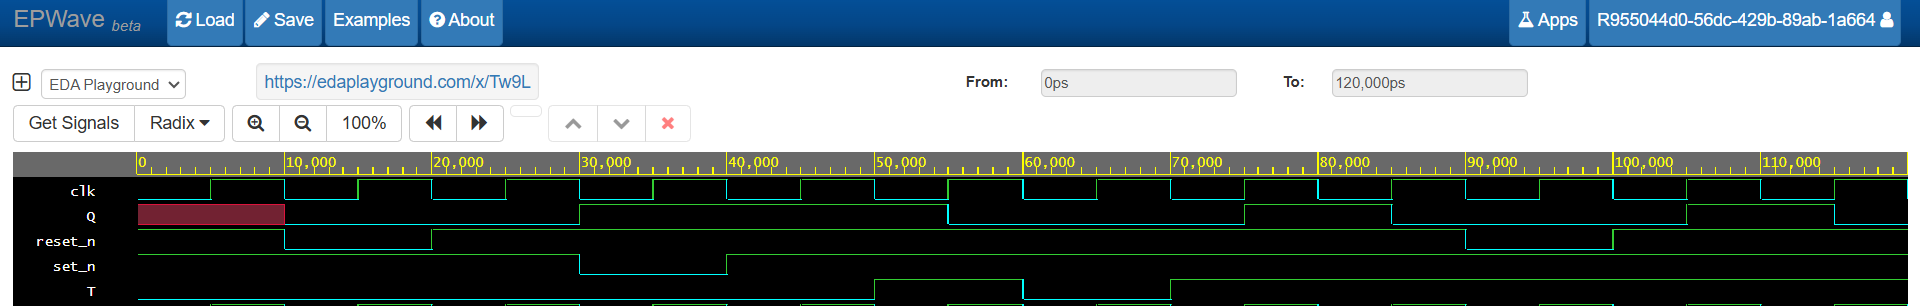 EPWave beta Load Save Examples About Apps R955044d0-56dc-429b-89ab-1a664
EDA Playground https://edaplayground.com/x/Tw9L From: 0ps To: 120,000ps
Get Signals Radix 100%
0 10,000 20,000 30,000 40,000 50,000 60,000 70,000 80,000 90,000 100,000 110,000
clk
Q
reset_n
set_n
T